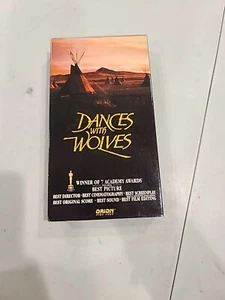 DANCES
WITH
WOLVES
WINNER OF 7 ACADEMY AWARDS
BEST PICTURE
BEST DIRECTOR • BEST CINEMATOGRAPHY • BEST SCREENPLAY
BEST ORIGINAL SCORE • BEST SOUND • BEST FILM EDITING
ORION